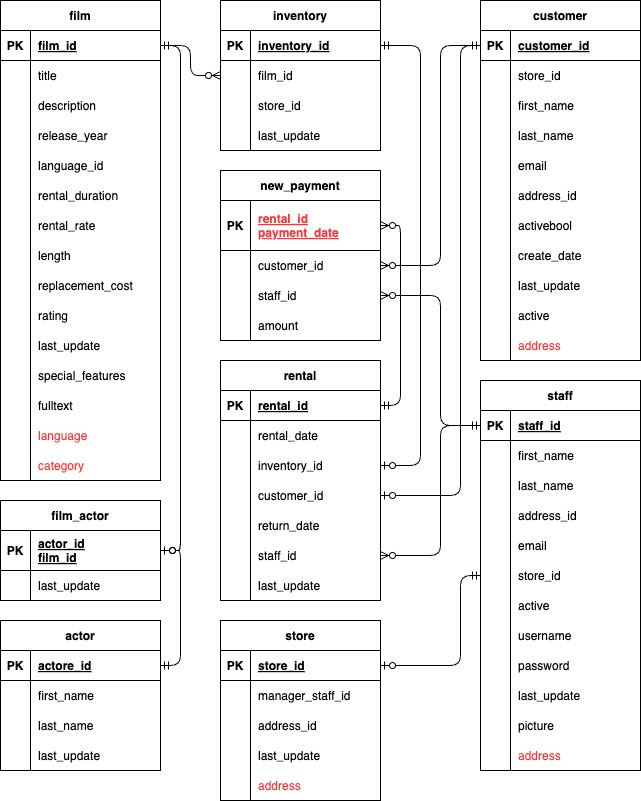 film
PK film_id
title
description
release_year
language_id
rental_duration
rental_rate
length
replacement_cost
rating
last_update
special_features
fulltext
language
category
film_actor
PK actor_id
film_id
last_update
actor
PK actore_id
first_name
last_name
last_update
inventory
PK inventory_id
film_id
store_id
last_update
new_payment
PK rental_id
payment_date
customer_id
staff_id
amount
rental
PK rental_id
rental_date
inventory_id
customer_id
return_date
staff_id
last_update
store
PK store_id
manager_staff_id
address_id
last_update
address
customer
PK customer_id
store_id
first_name
last_name
email
address_id
activebool
create_date
last_update
active
address
staff
PK staff_id
first_name
last_name
address_id
email
store_id
active
username
password
last_update
picture
address